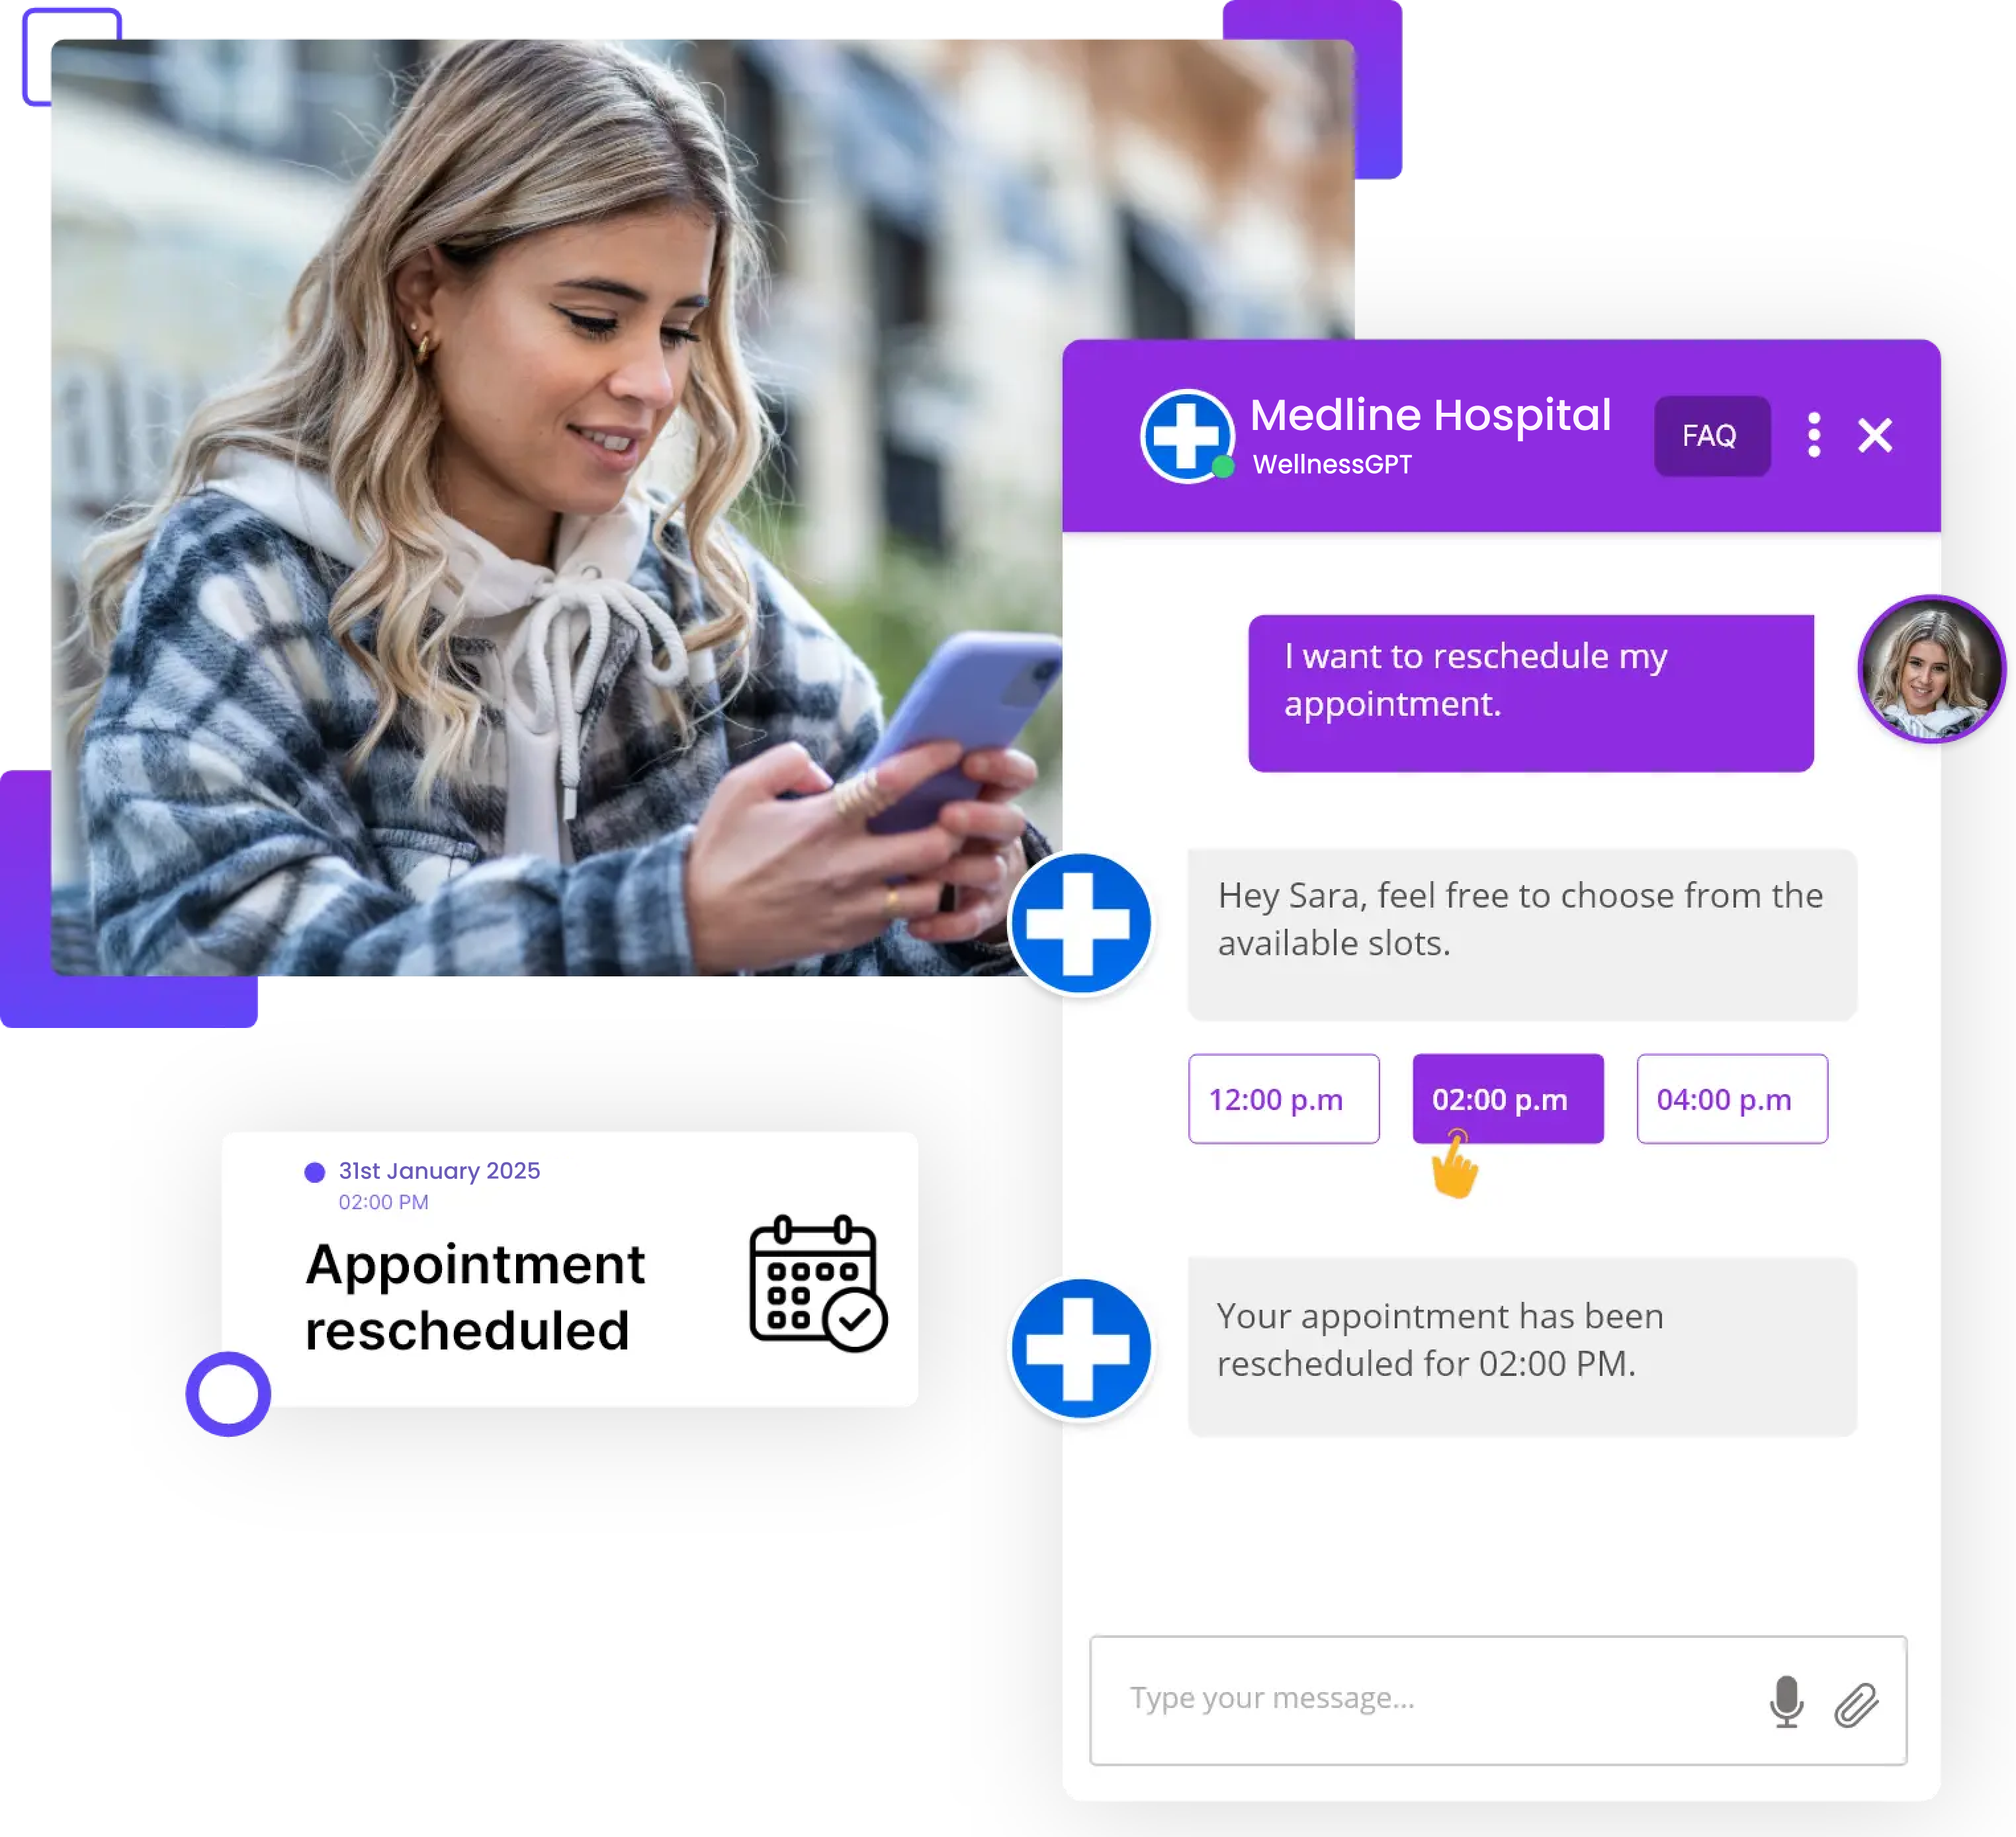 Medline Hospital
WellnessGPT
FAQ
I want to reschedule my
appointment.
Hey Sara, feel free to choose from the
available slots.
12:00 p.m
02:00 p.m
04:00 p.m
31st January 2025
02:00 PM
Appointment
rescheduled
Your appointment has been
rescheduled for 02:00 PM.
Type your message...